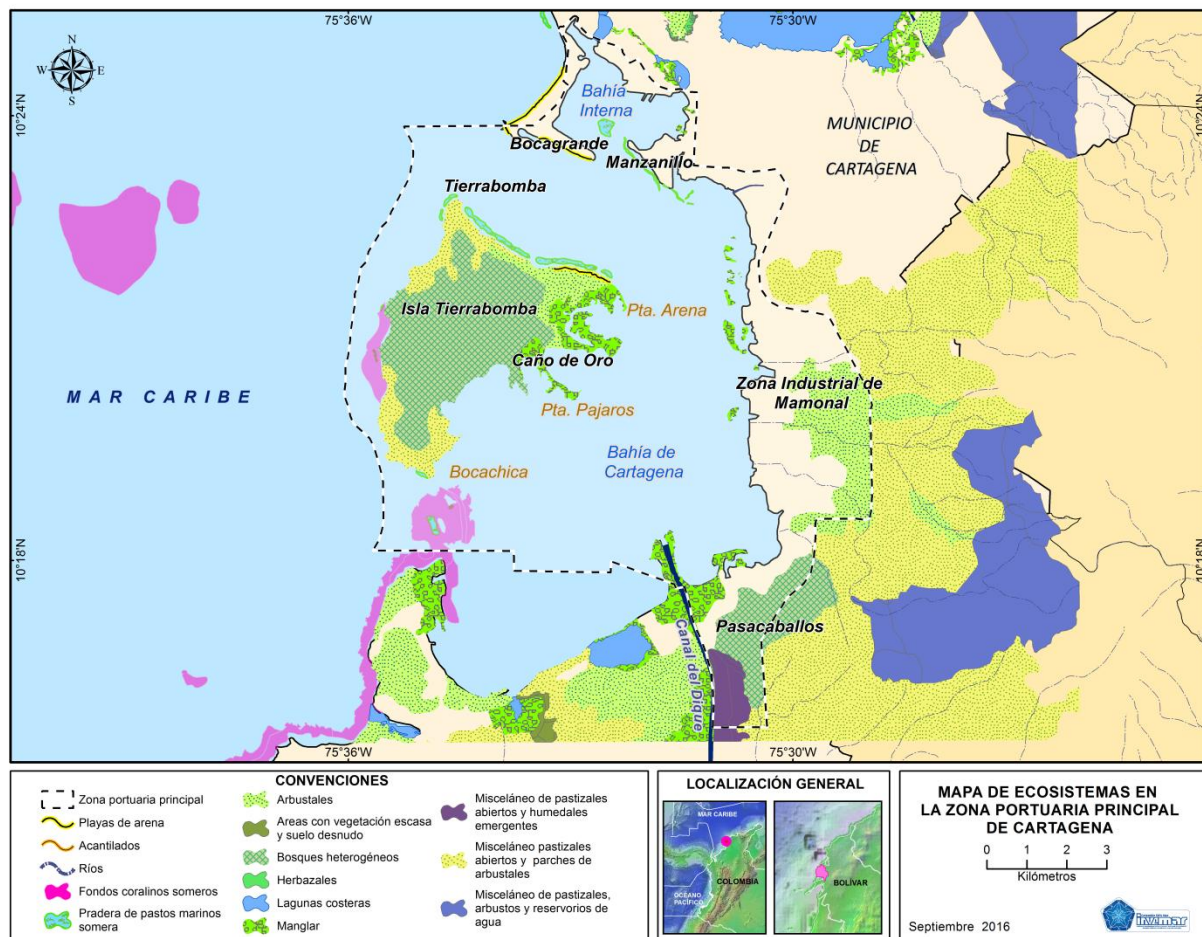 75°36'W
75°30'W
N
W
E
S
10°24'N
10°24'N
Bahía
Interna
MUNICIPIO
DE
CARTAGENA
Bocagrande
Manzanillo
Tierrabomba
Isla Tierrabomba
Pta. Arena
Caño de Oro
Zona Industrial de
Mamonal
MAR CARIBE
Pta. Pajaros
Bahía de
Cartagena
Bocachica
10°18'N
10°18'N
Pasacaballos
Canal del Dique
75°36'W
75°30'W
CONVENCIONES
Zona portuaria principal
Playas de arena
Acantilados
Ríos
Fondos coralinos someros
Pradera de pastos marinos
somera
Arbustales
Areas con vegetación escasa
y suelo desnudo
Bosques heterogéneos
Herbazales
Lagunas costeras
Manglar
Misceláneo de pastizales
abiertos y humedales
emergentes
Misceláneo pastizales
abiertos y parches de
arbustales
Misceláneo de pastizales,
arbustos y reservorios de
agua
LOCALIZACIÓN GENERAL
MAR CARIBE
OCÉANO
PACÍFICO
COLOMBIA
BOLÍVAR
MAPA DE ECOSISTEMAS EN
LA ZONA PORTUARIA PRINCIPAL
DE CARTAGENA
0 1 2 3
Kilómetros
Septiembre 2016
invemar